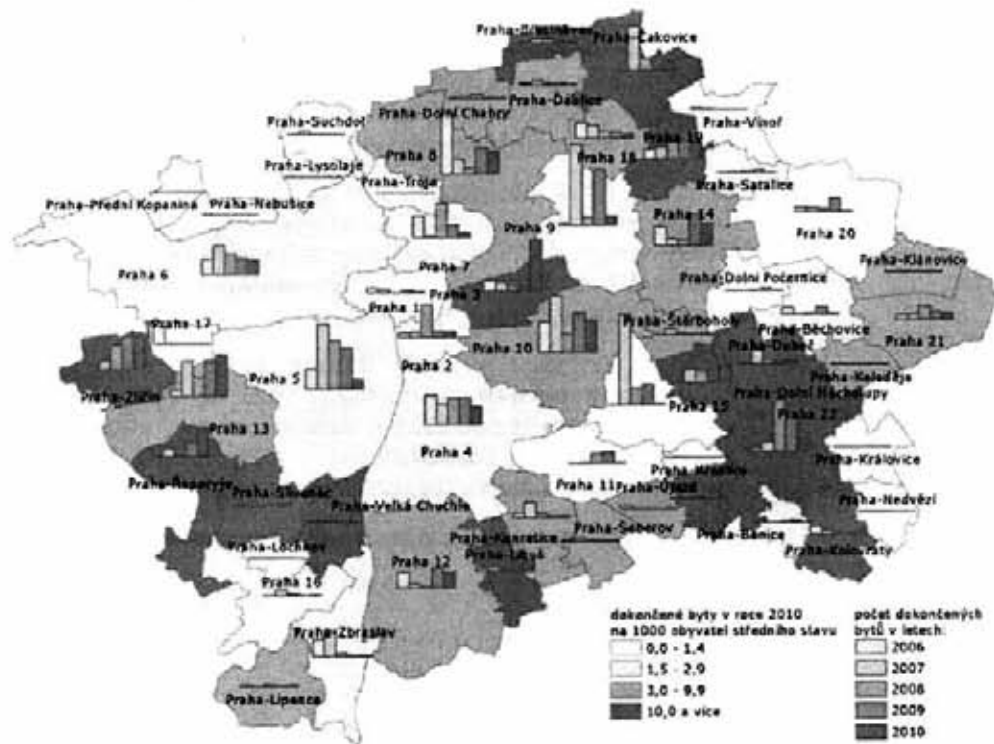 Praha-Čakovice
Praha-Ďáblice
Praha-Dolní Chabry
Praha-Suchdol
Praha-Vinoř
Praha 19
Praha 8
Praha 18
Praha-Lysolaje
Praha-Troja
Praha-Satalice
Praha-Přední Kopanina
Praha-Nebušice
Praha 14
Praha 9
Praha 20
Praha 6
Praha 7
Praha-Klánovice
Praha-Dolní Počernice
Praha 3
Praha 1
Praha-Štěrboholy
Praha-Běchovice
Praha 21
Praha 17
Praha 10
Praha-Dubeč
Praha 2
Praha-Koloděje
Praha 5
Praha-Zličín
Praha-Dolní Měcholupy
Praha 15
Praha 22
Praha 13
Praha 4
Praha-Královice
Praha 11
Praha-Řeporyje
Praha-Slivenec
Praha-Újezd
Praha-Nedvězí
Praha-Velká Chuchle
Praha-Šeberov
Praha-Kunratice
Praha-Benice
Praha-Lochkov
Praha-Libuš
Praha-Kolovraty
Praha 12
Praha 16
Praha-Zbraslav
Praha-Lipence
dokončené byty v roce 2010
na 1000 obyvatel středního stavu
0,0 - 1,4
1,5 - 2,9
3,0 - 9,9
10,0 a více
počet dokončených
bytů v letech:
2006
2007
2008
2009
2010